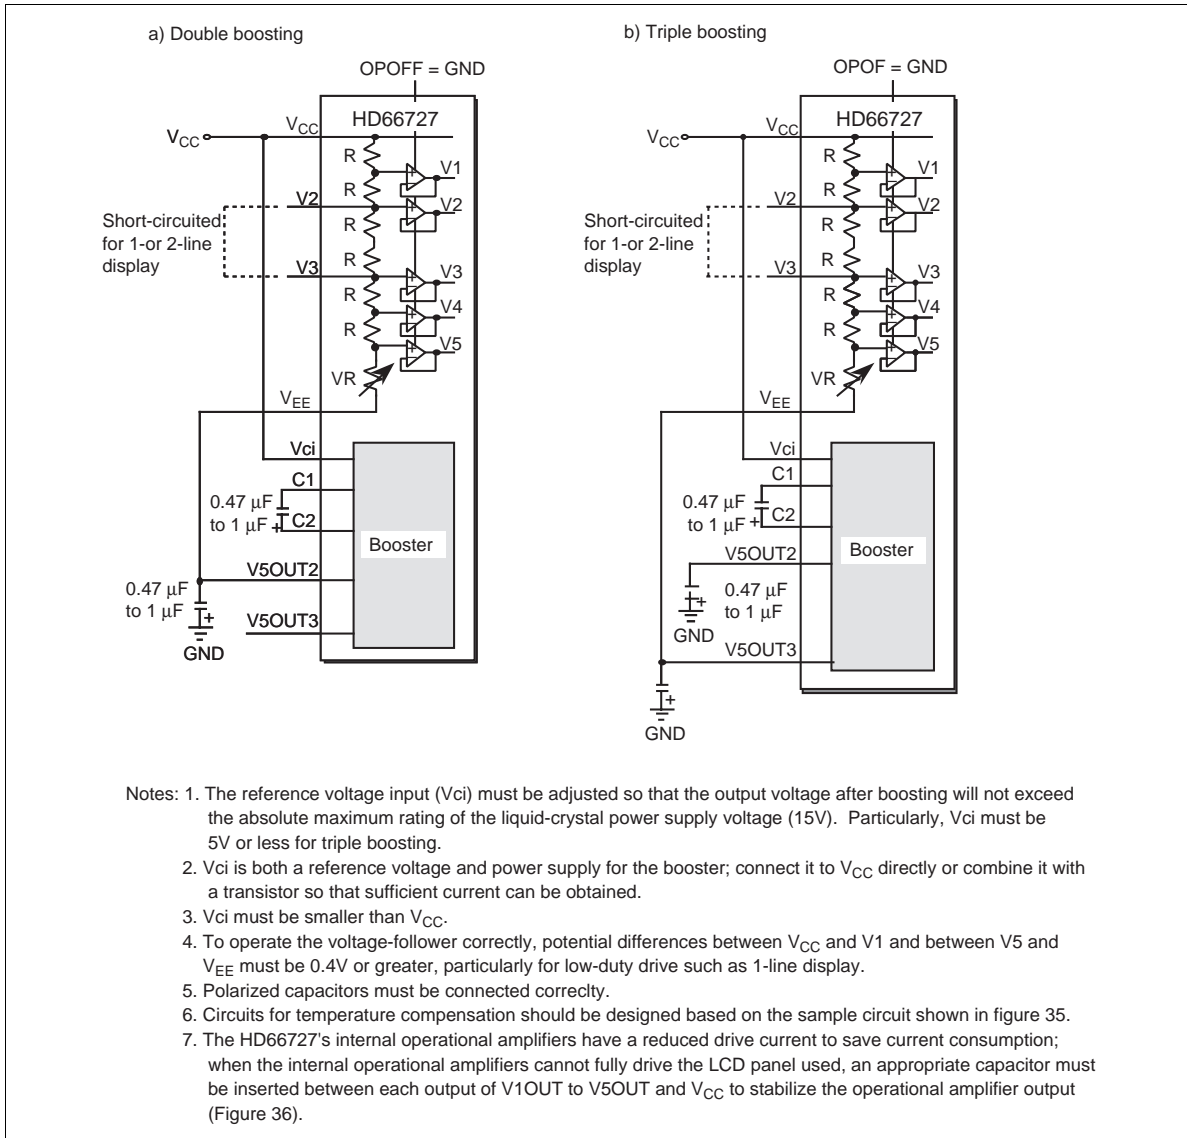 a) Double boosting
OPOFF = GND
HD66727
VCC
VCC
R
V1
R
V2
V2
R
Short-circuited
for 1-or 2-line
display
R
V3
V3
R
V4
R
V5
VR
VEE
Vci
C1
0.47 μF
to 1 μF
+
C2
Booster
V5OUT2
0.47 μF
to 1 μF
+
V5OUT3
GND
b) Triple boosting
OPOF = GND
HD66727
VCC
VCC
R
V1
R
V2
V2
R
Short-circuited
for 1-or 2-line
display
R
V3
V3
R
V4
R
V5
VR
VEE
Vci
C1
0.47 μF
to 1 μF
+
C2
Booster
V5OUT2
0.47 μF
to 1 μF
+
GND
V5OUT3
+
GND
Notes: 1. The reference voltage input (Vci) must be adjusted so that the output voltage after boosting will not exceed
the absolute maximum rating of the liquid-crystal power supply voltage (15V). Particularly, Vci must be
5V or less for triple boosting.
2. Vci is both a reference voltage and power supply for the booster; connect it to VCC directly or combine it with
a transistor so that sufficient current can be obtained.
3. Vci must be smaller than VCC.
4. To operate the voltage-follower correctly, potential differences between VCC and V1 and between V5 and
VEE must be 0.4V or greater, particularly for low-duty drive such as 1-line display.
5. Polarized capacitors must be connected correclty.
6. Circuits for temperature compensation should be designed based on the sample circuit shown in figure 35.
7. The HD66727's internal operational amplifiers have a reduced drive current to save current consumption;
when the internal operational amplifiers cannot fully drive the LCD panel used, an appropriate capacitor must
be inserted between each output of V1OUT to V5OUT and VCC to stabilize the operational amplifier output
(Figure 36).